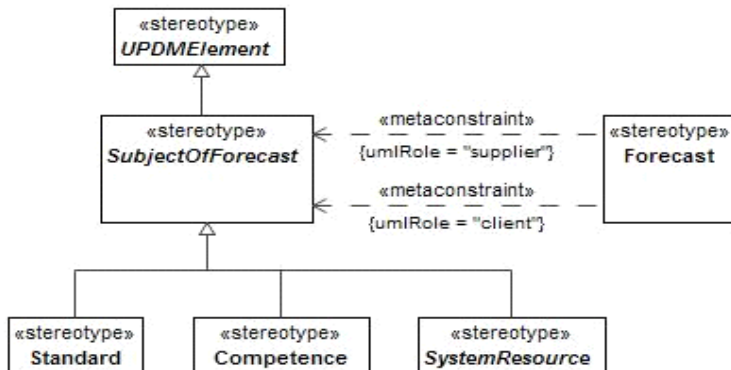 «stereotype»
UPDMElement
«stereotype»
SubjectOfForecast
«metaconstraint»
{umlRole = "supplier"}
«metaconstraint»
{umlRole = "client"}
«stereotype»
Forecast
«stereotype»
Standard
«stereotype»
Competence
«stereotype»
SystemResource